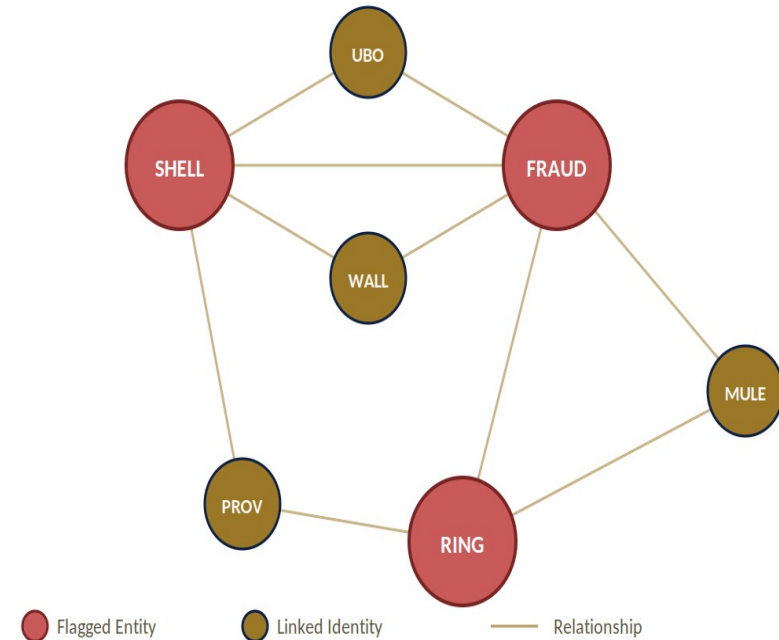 UBO
SHELL
FRAUD
WALL
MULE
PROV
RING
Flagged Entity
Linked Identity
Relationship